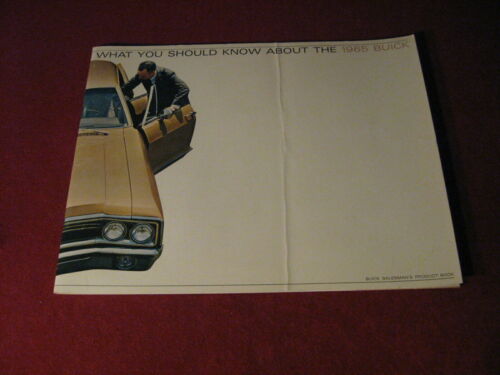 WHAT YOU SHOULD KNOW ABOUT THE 1965 BUICK
BUICK SALESMAN'S PRODUCT BOOK